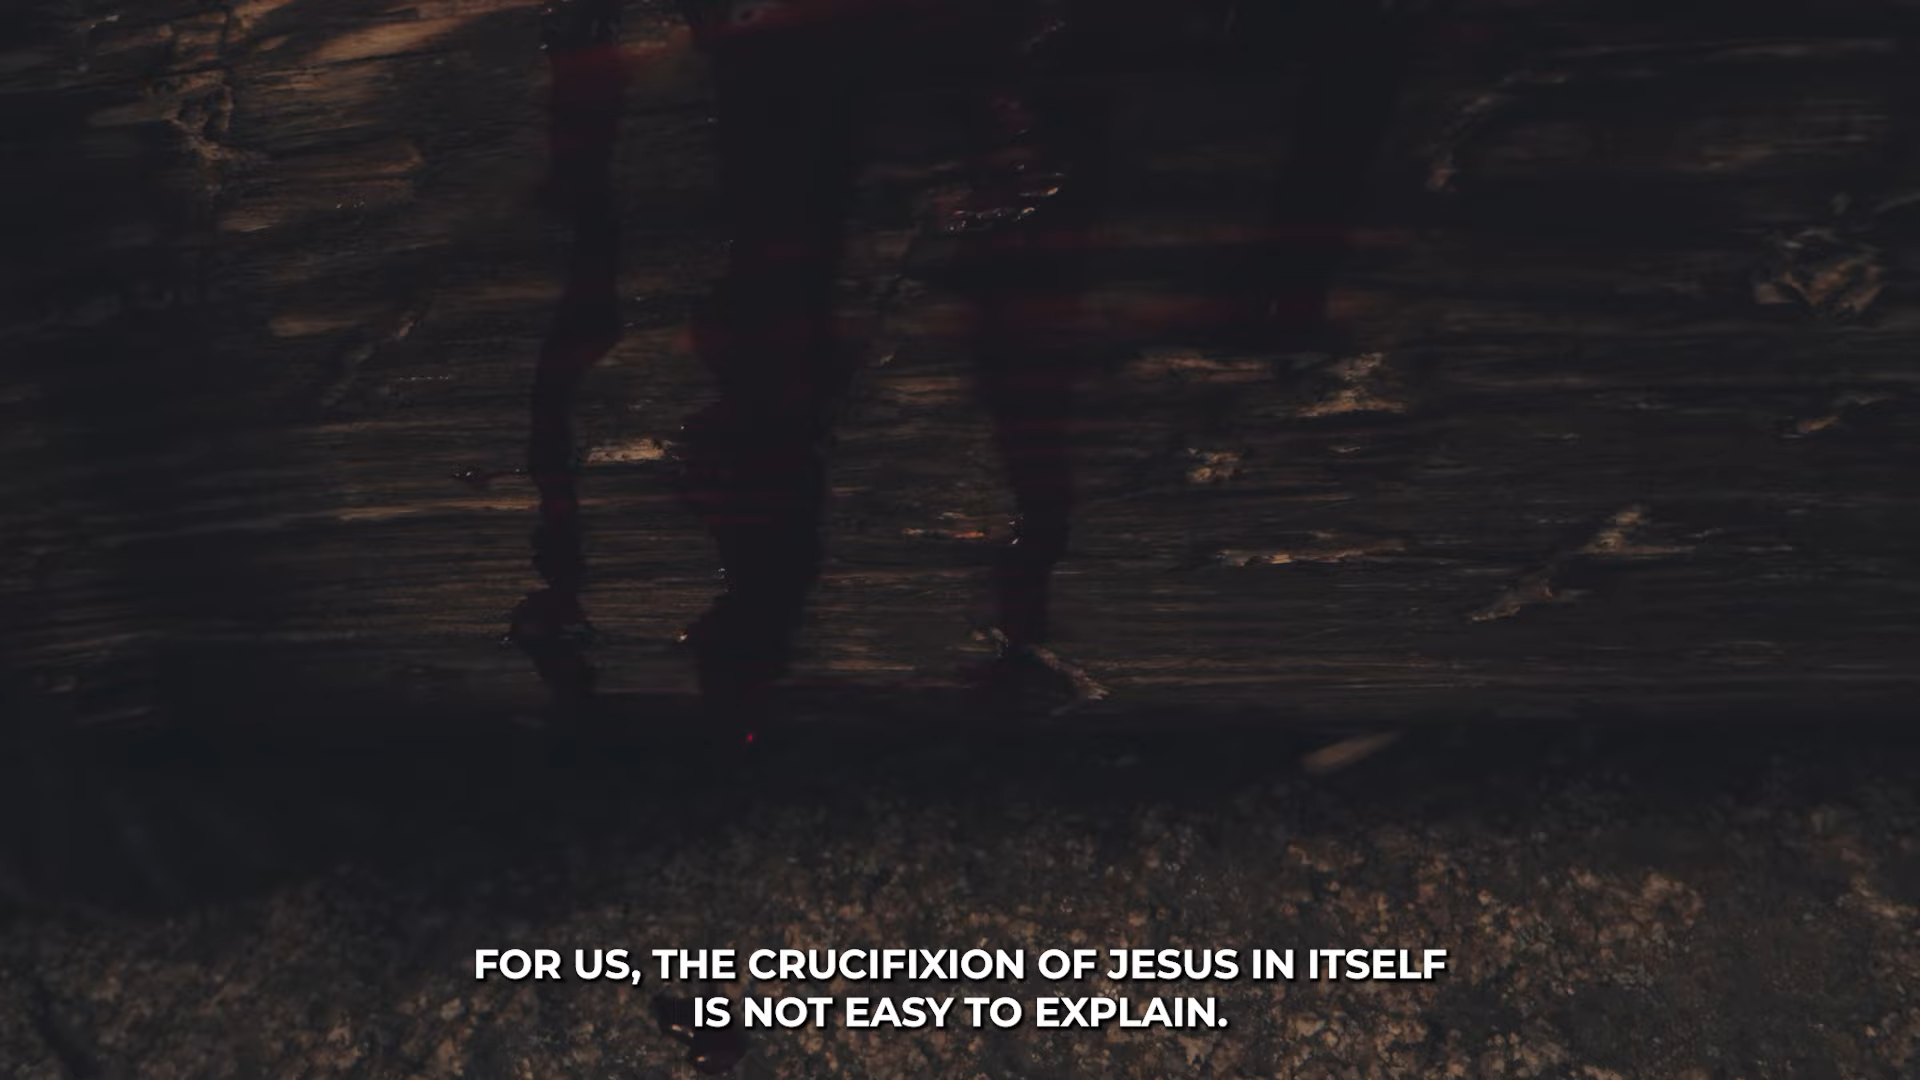 FOR US, THE CRUCIFIXION OF JESUS IN ITSELF
IS NOT EASY TO EXPLAIN.